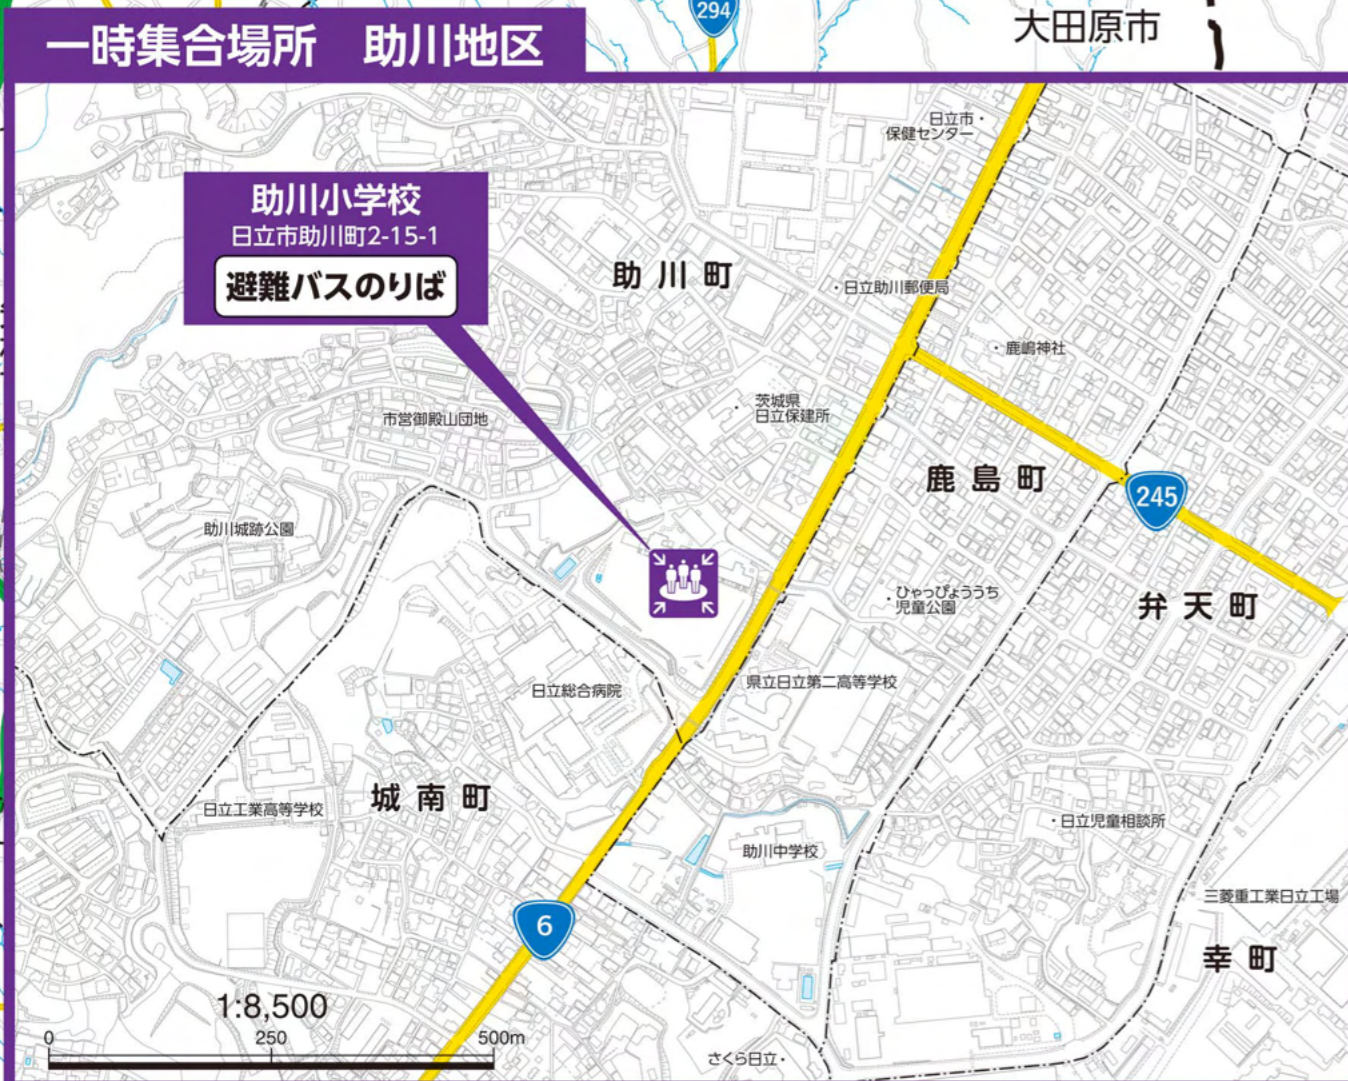 294
大田原市
一時集合場所　助川地区
日立市
保健センター
助川小学校
日立市助川町2-15-1
避難バスのりば
助川町
日立助川郵便局
鹿嶋神社
茨城県
日立保建所
市営御殿山団地
鹿島町
245
助川城跡公園
ひゃっぴょううち
児童公園
弁天町
県立日立第二高等学校
日立総合病院
城南町
日立工業高等学校
日立児童相談所
助川中学校
三菱重工業日立工場
6
幸町
1:8,500
0 250 500m
さくら日立